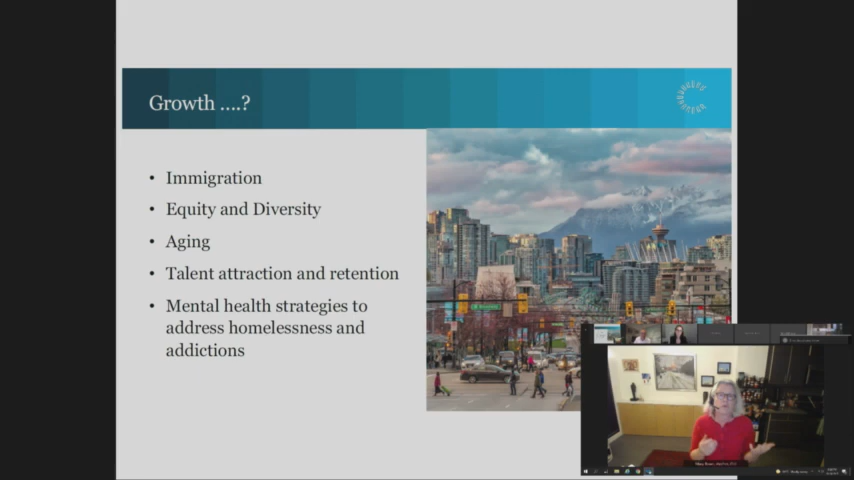 Growth ....?
• Immigration
• Equity and Diversity
• Aging
• Talent attraction and retention
• Mental health strategies to
address homelessness and
addictions